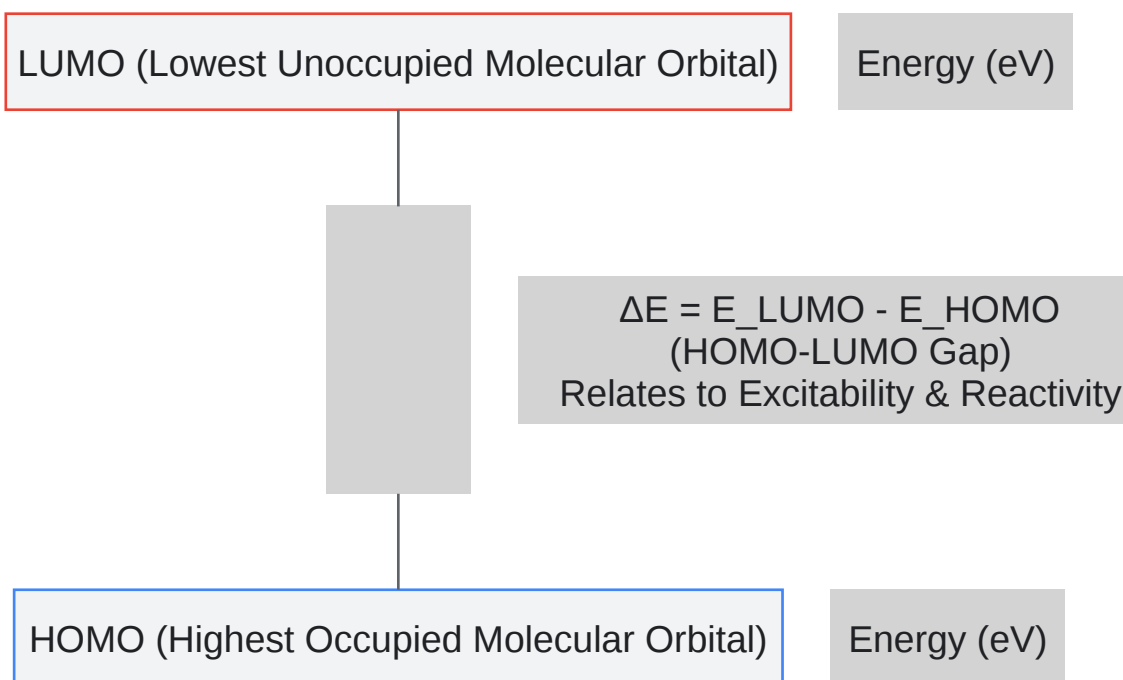 LUMO (Lowest Unoccupied Molecular Orbital)
Energy (eV)
ΔE = E_LUMO - E_HOMO
(HOMO-LUMO Gap)
Relates to Excitability & Reactivity
HOMO (Highest Occupied Molecular Orbital)
Energy (eV)